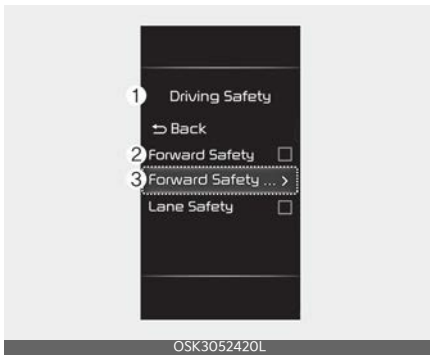 1 Driving Safety
Back
2 Forward Safety
3 Forward Safety ... >
Lane Safety
OSK3052420L